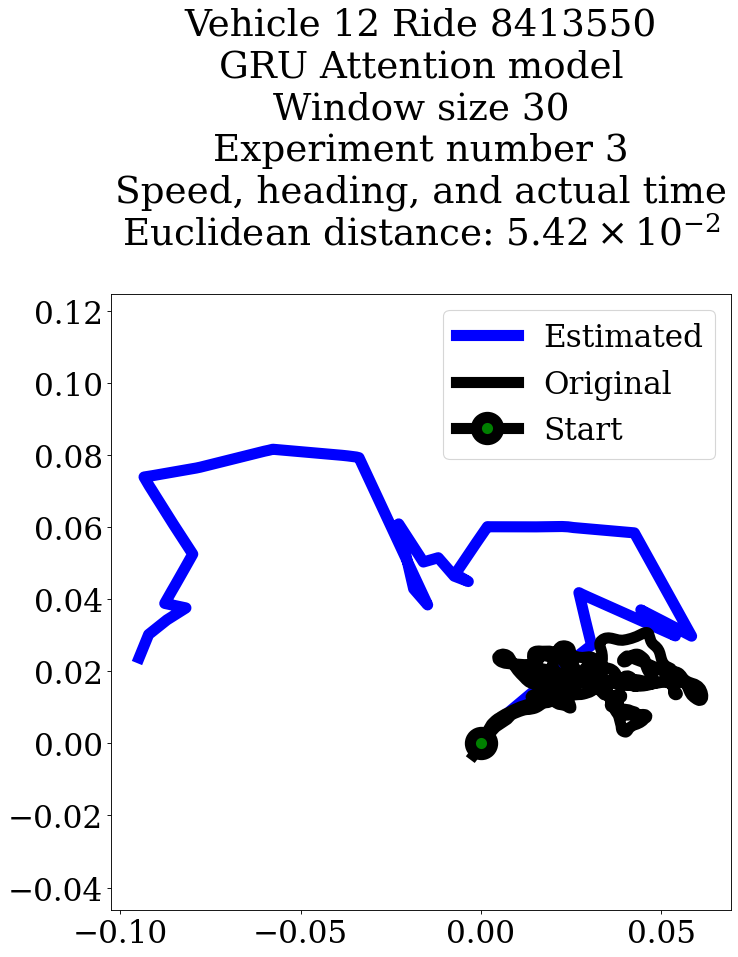 Vehicle 12 Ride 8413550
GRU Attention model
Window size 30
Experiment number 3
Speed, heading, and actual time
Euclidean distance: 5.42 × 10⁻²
Estimated
Original
Start
0.12
0.10
0.08
0.06
0.04
0.02
0.00
−0.02
−0.04
−0.10
−0.05
0.00
0.05